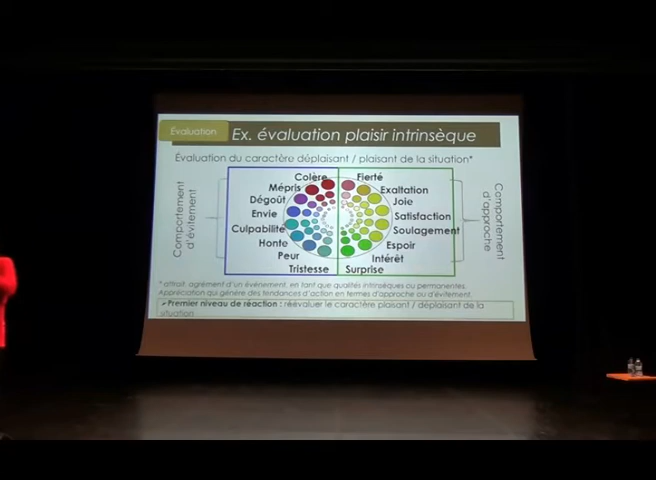 Évaluation
Ex. évaluation plaisir intrinsèque
Évaluation du caractère déplaisant / plaisant de la situation*
Comportement
d'évitement
Colère
Mépris
Dégoût
Envie
Culpabilité
Honte
Peur
Tristesse
Fierté
Exaltation
Joie
Satisfaction
Soulagement
Espoir
Intérêt
Surprise
Comportement
d'approche
* attrait, agrément d'un évènement, en tant que qualités intrinsèques ou permanentes.
Appréciation qui génère des tendances d'action en termes d'approche ou d'évitement.
➢Premier niveau de réaction : réévaluer le caractère plaisant / déplaisant de la
situation